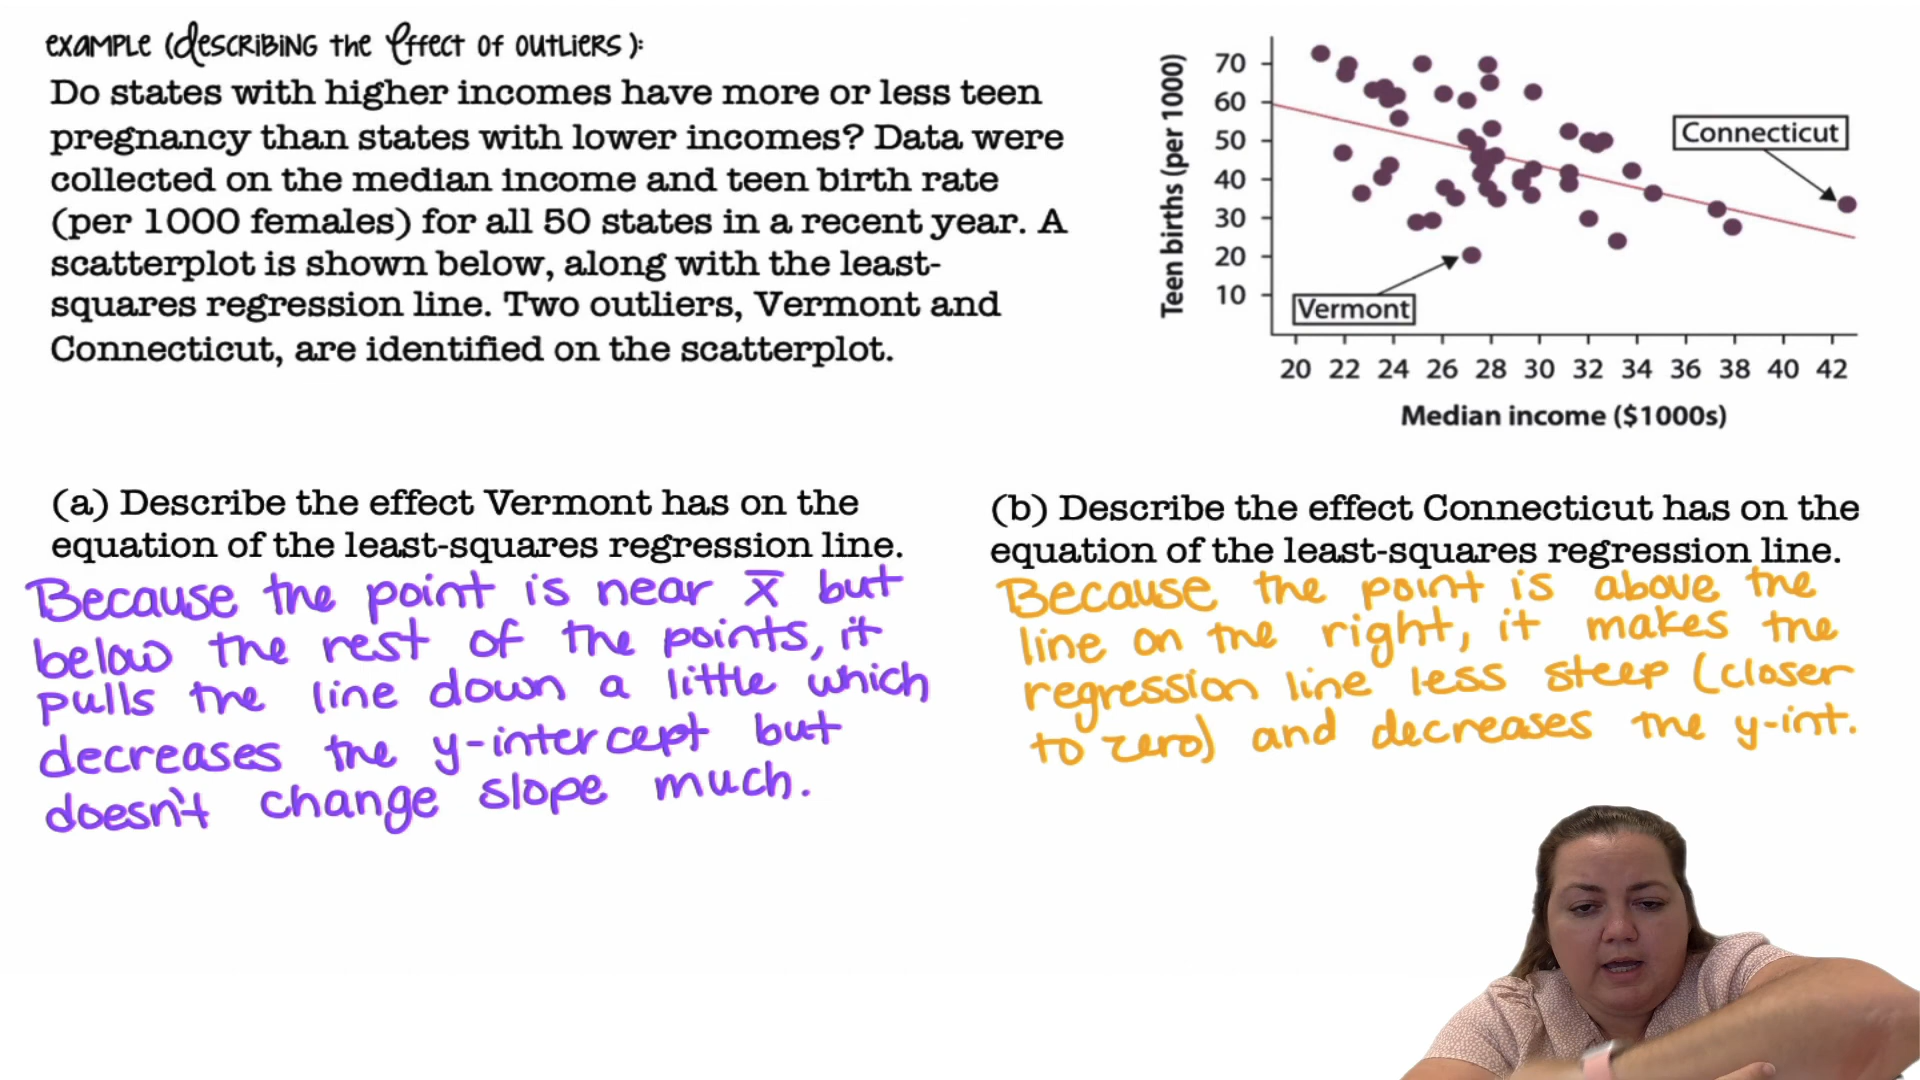 example (describing the effect of outliers):
Do states with higher incomes have more or less teen
pregnancy than states with lower incomes? Data were
collected on the median income and teen birth rate
(per 1000 females) for all 50 states in a recent year. A
scatterplot is shown below, along with the least-
squares regression line. Two outliers, Vermont and
Connecticut, are identified on the scatterplot.
Teen births (per 1000)
70
60
50
40
30
20
10
Connecticut
Vermont
20 22 24 26 28 30 32 34 36 38 40 42
Median income ($1000s)
(a) Describe the effect Vermont has on the
equation of the least-squares regression line.
Because the point is near x̄ but
below the rest of the points, it
pulls the line down a little which
decreases the y-intercept but
doesn't change slope much.
(b) Describe the effect Connecticut has on the
equation of the least-squares regression line.
Because the point is above the
line on the right, it makes the
regression line less steep (closer
to zero) and decreases the y-int.